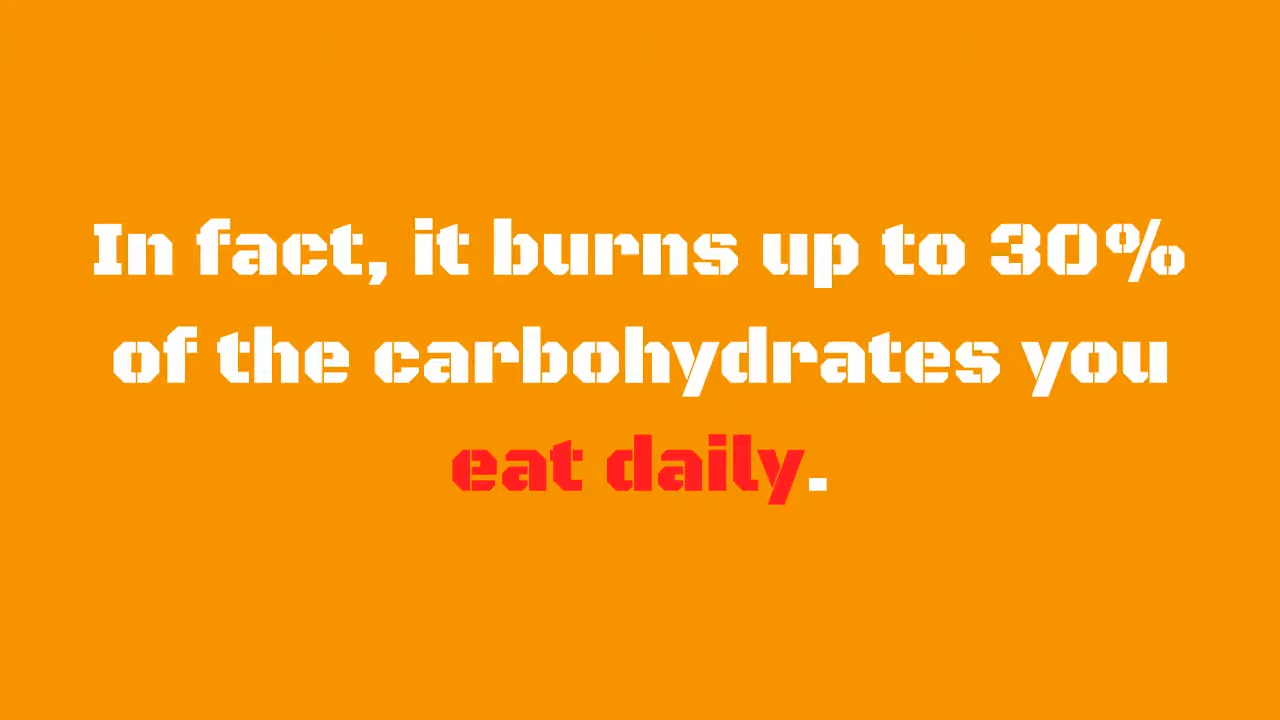 In fact, it burns up to 30%
of the carbohydrates you
eat daily.